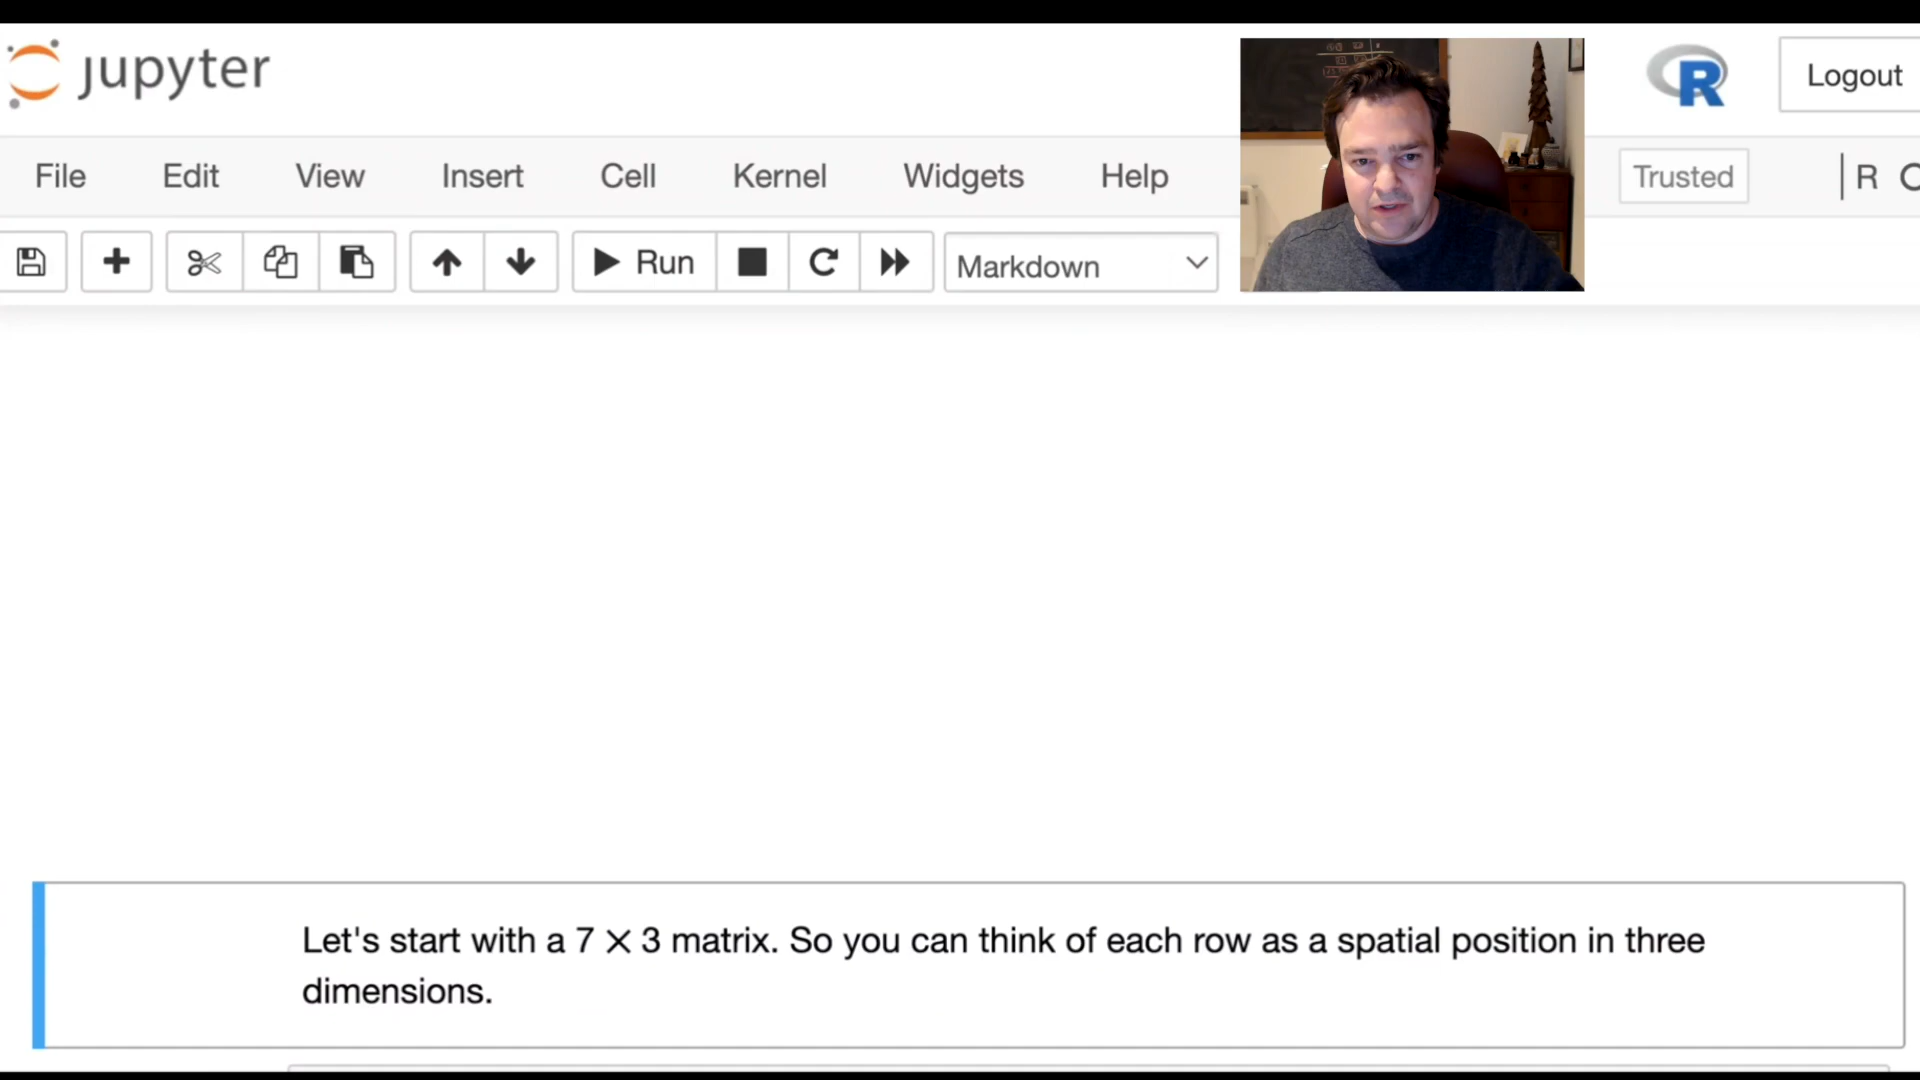 jupyter
Logout
File Edit View Insert Cell Kernel Widgets Help
Trusted
R
Run
Markdown
Let's start with a 7 × 3 matrix. So you can think of each row as a spatial position in three
dimensions.